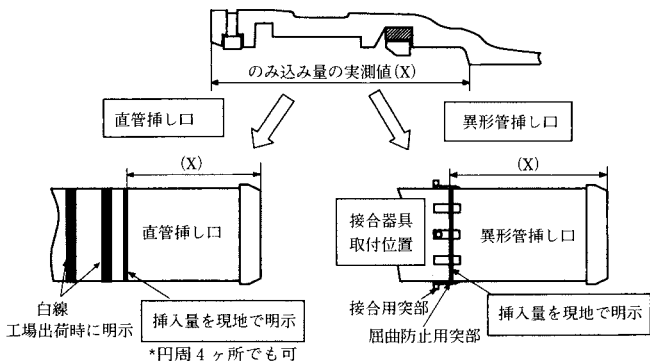 のみ込み量の実測値(X)
直管挿し口
異形管挿し口
(X)
(X)
直管挿し口
接合器具
取付位置
異形管挿し口
白線
工場出荷時に明示
挿入量を現地で明示
*円周4ヶ所でも可
接合用突部
屈曲防止用突部
挿入量を現地で明示